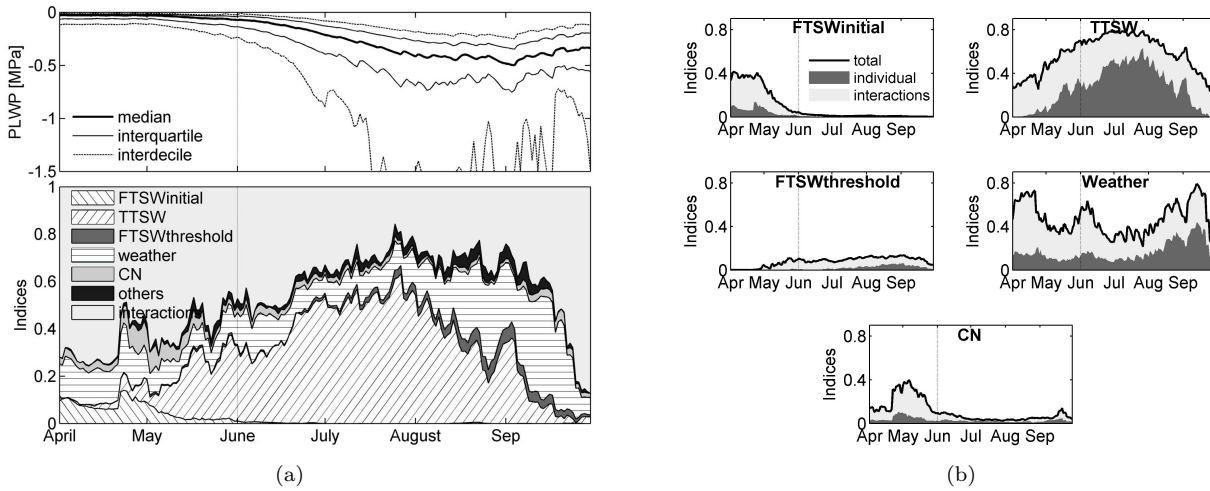 0
-0.5
-1
-1.5
PLWP [MPa]
median
interquartile
interdecile
1
0.8
0.6
0.4
0.2
0
Indices
FTSWinitial
TTSW
FTSWthreshold
weather
CN
others
interaction
April May June July August Sep
(a)
FTSWinitial
0.8
0.4
0
Indices
total
individual
interactions
Apr May Jun Jul Aug Sep
TTSW
0.8
0.4
0
Indices
Apr May Jun Jul Aug Sep
FTSWthreshold
0.8
0.4
0
Indices
Apr May Jun Jul Aug Sep
Weather
0.8
0.4
0
Indices
Apr May Jun Jul Aug Sep
CN
0.8
0.4
0
Indices
Apr May Jun Jul Aug Sep
(b)